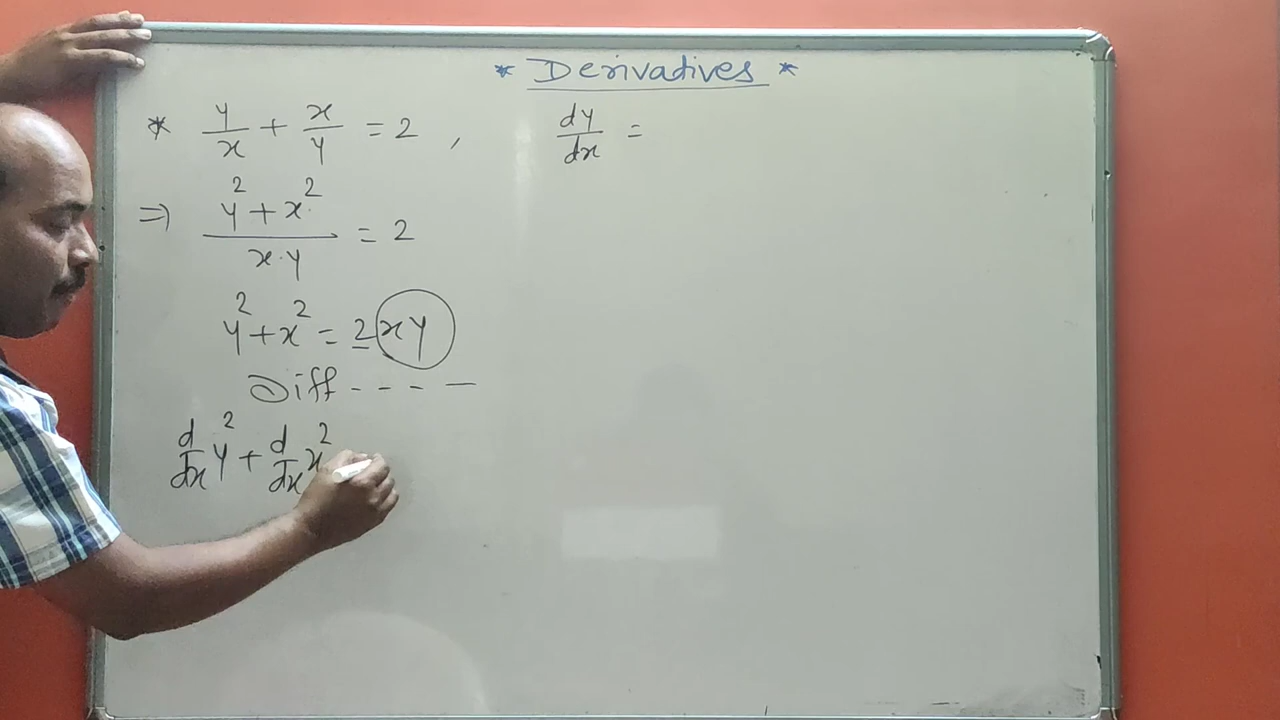 * Derivatives *
* y/x + x/y = 2 , dy/dx =
⇒ (y² + x²)/(x·y) = 2
y² + x² = 2xy
Diff - - - -
d/dx y² + d/dx x²